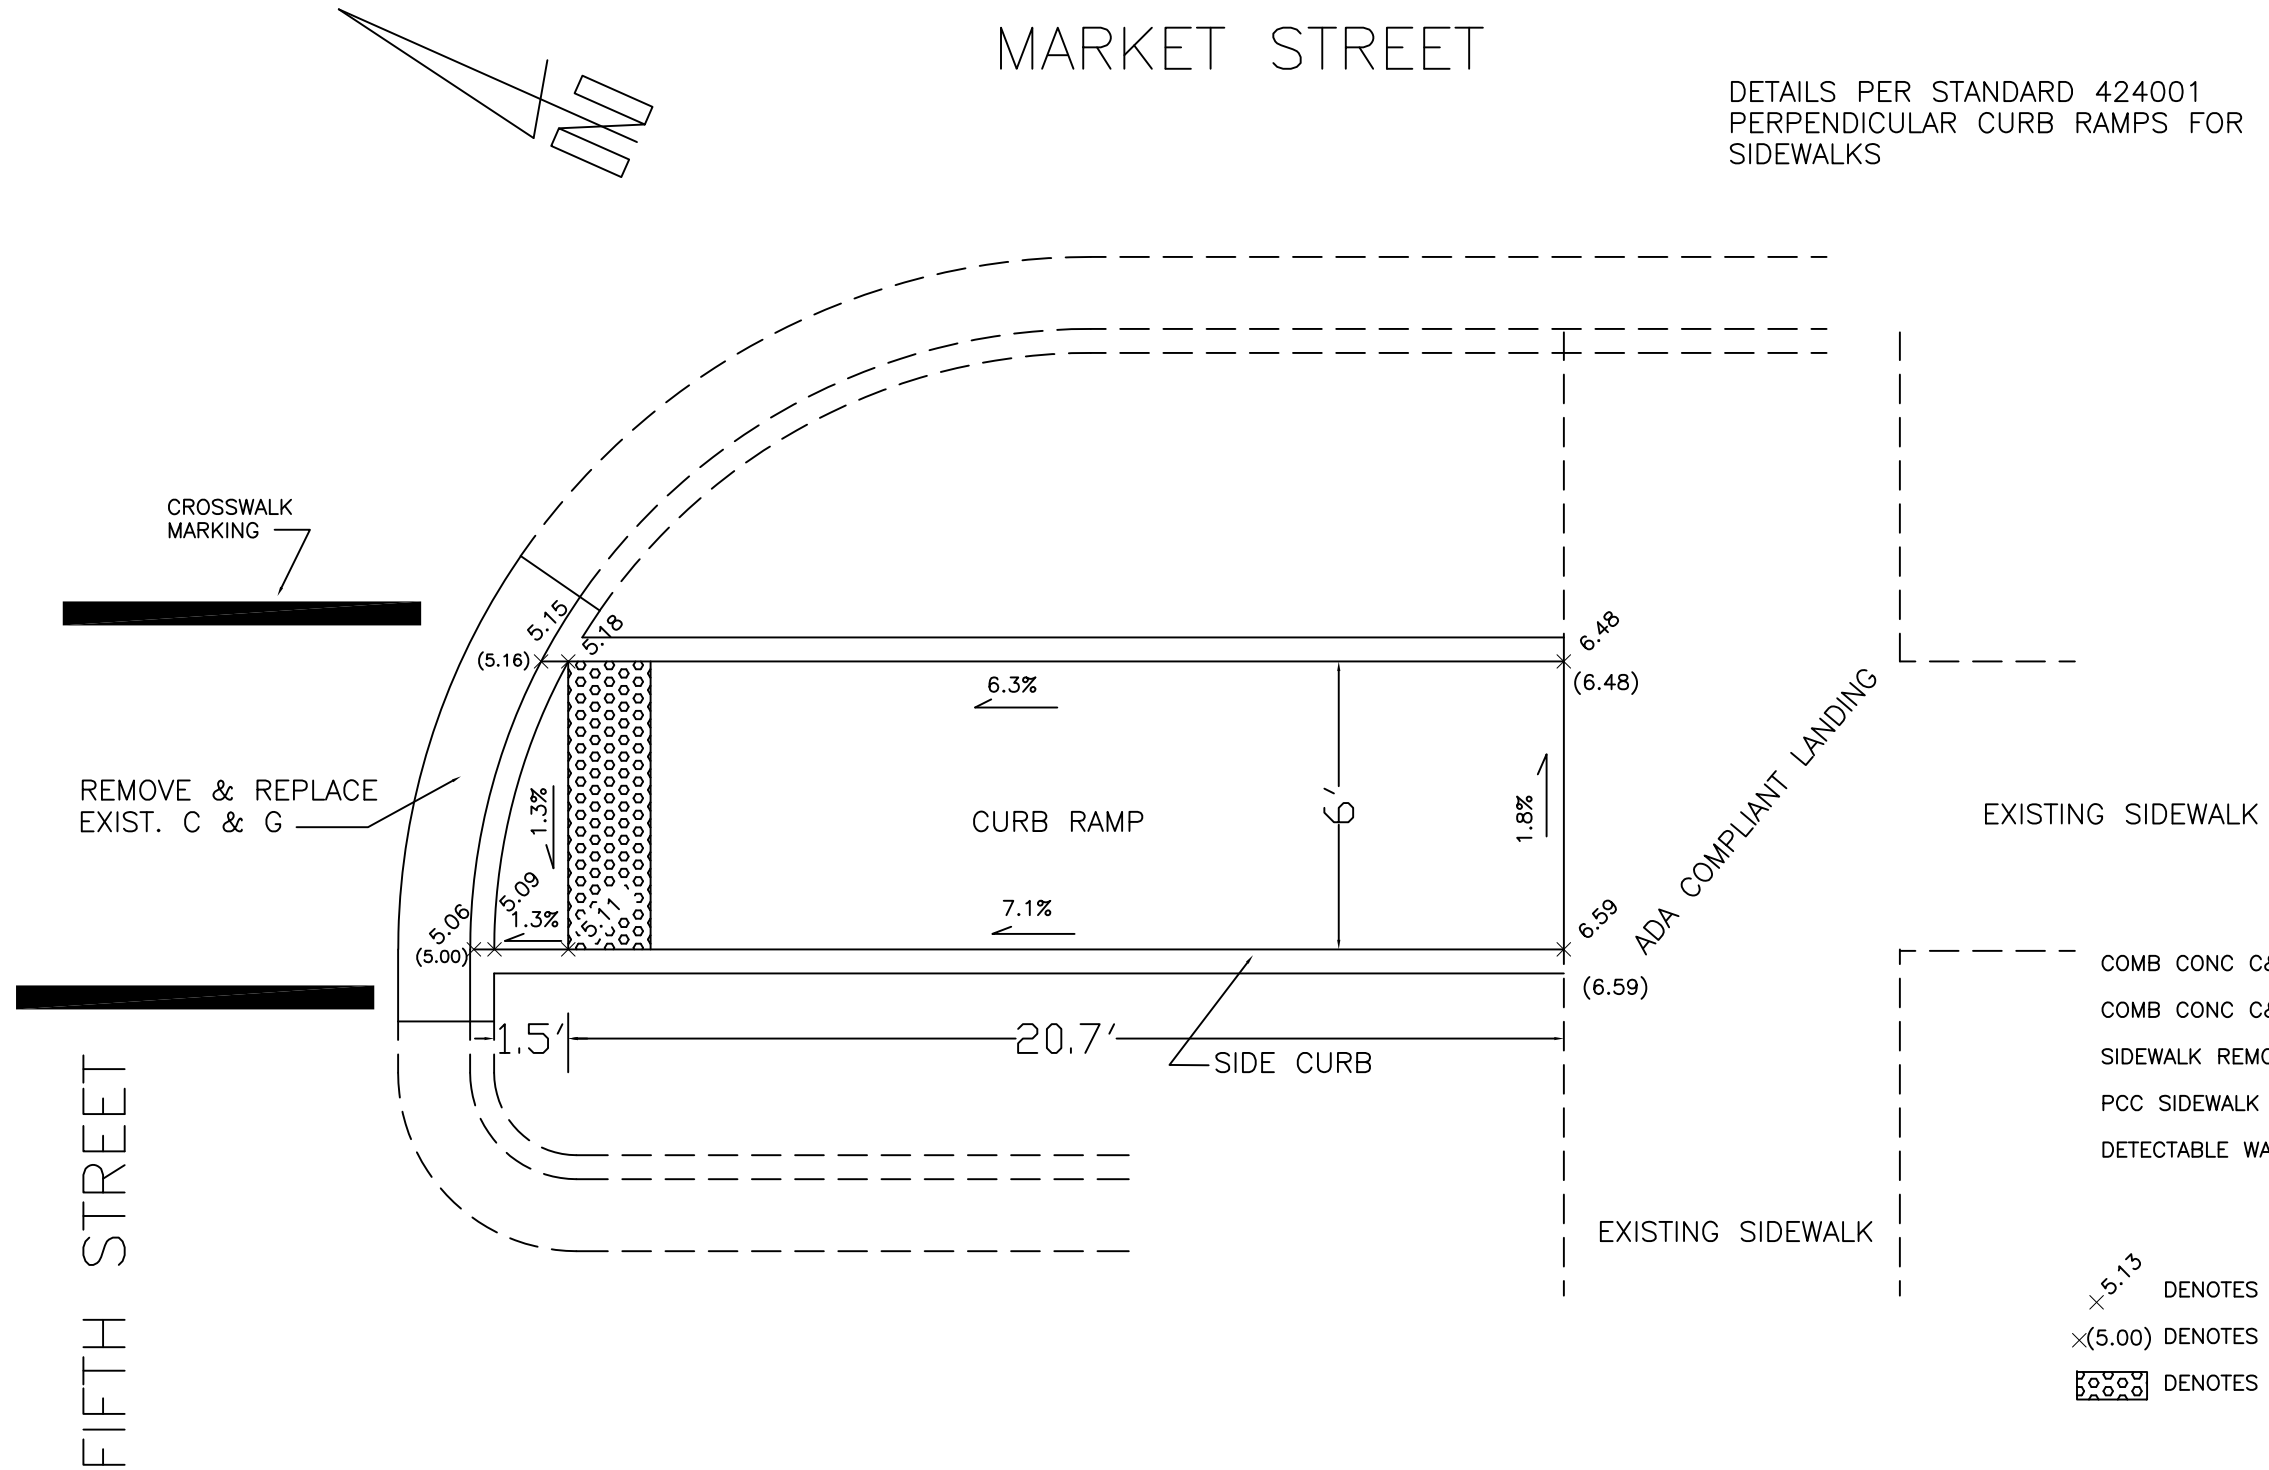 MARKET STREET
N
DETAILS PER STANDARD 424001
PERPENDICULAR CURB RAMPS FOR
SIDEWALKS
CROSSWALK
MARKING
5.15
5.18
(5.16)
6.48
(6.48)
6.3%
REMOVE & REPLACE
EXIST. C & G
1.3%
CURB RAMP
6'
1.8%
ADA COMPLIANT LANDING
EXISTING SIDEWALK
5.09
5.06
(5.00)
1.3%
5.11'
7.1%
6.59
(6.59)
1.5'
20.7'
SIDE CURB
FIFTH STREET
EXISTING SIDEWALK
COMB CONC
COMB CONC
SIDEWALK
PCC SIDEWALK
DETECTABLE
5.13 DENOTES
(5.00) DENOTES
DENOTES